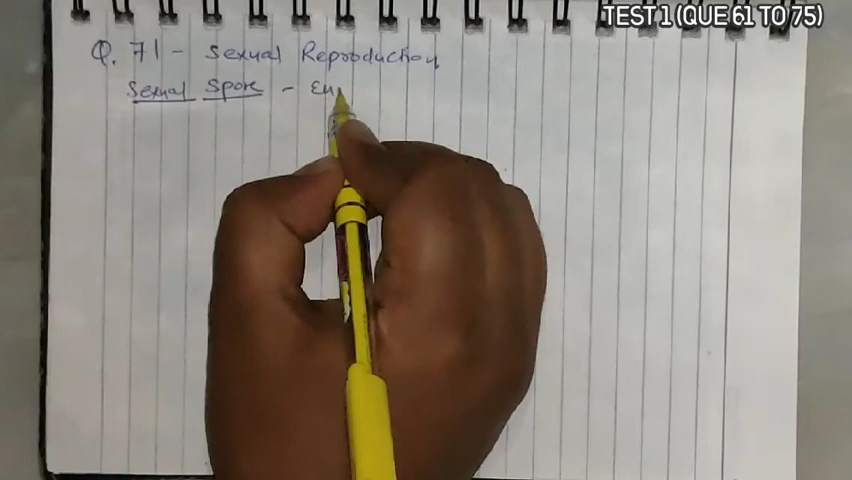 TEST 1 (QUE 61 TO 75)
Q. 71 - Sexual Reproduction
Sexual Spore -